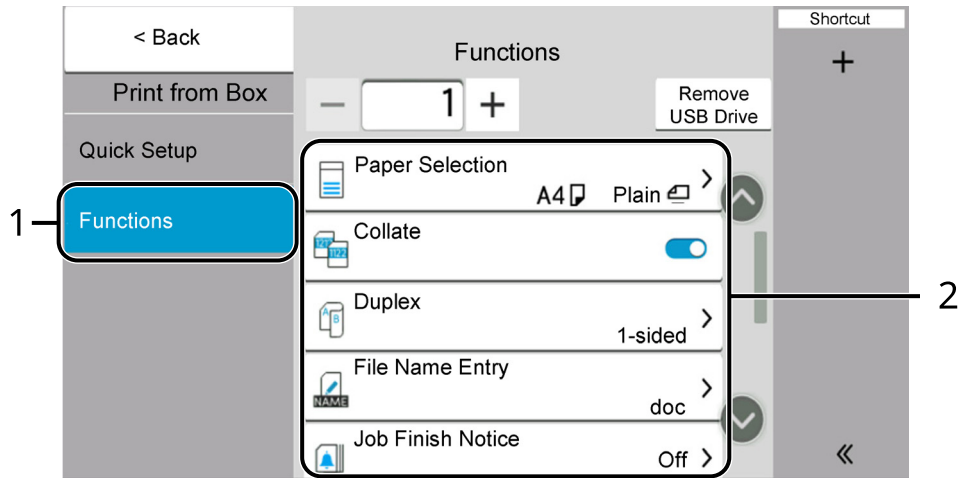 < Back
Print from Box
Quick Setup
Functions
1
Functions
1
Remove
USB Drive
Paper Selection
A4 Plain
Collate
Duplex
1-sided
File Name Entry
NAME
doc
Job Finish Notice
Off
Shortcut
2